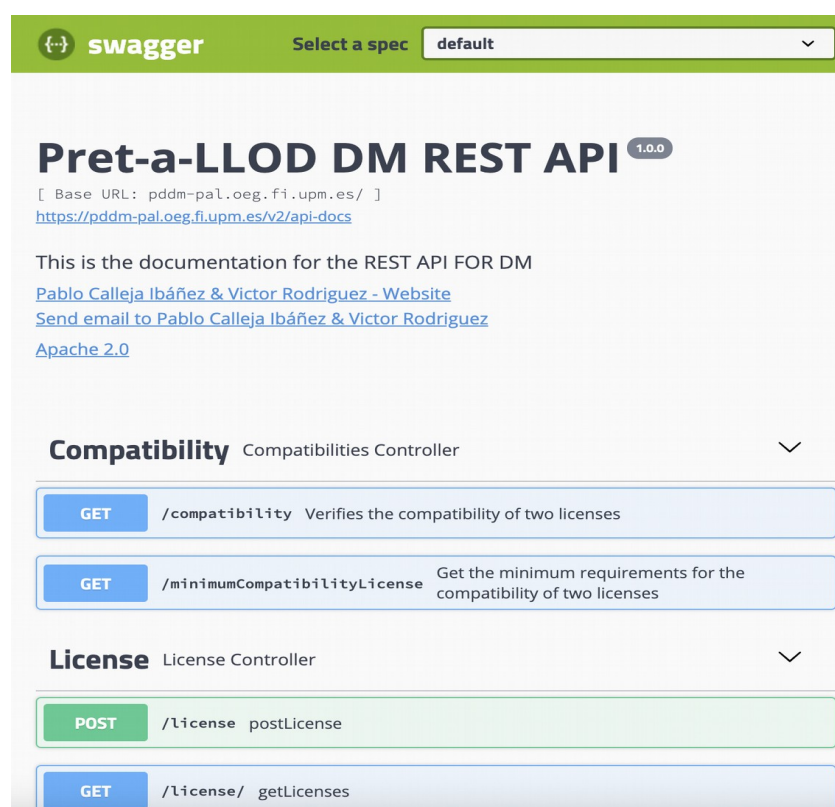 {··} swagger Select a spec default
Pret-a-LLOD DM REST API 1.0.0
[ Base URL: pddm-pal.oeg.fi.upm.es/ ]
https://pddm-pal.oeg.fi.upm.es/v2/api-docs
This is the documentation for the REST API FOR DM
Pablo Calleja Ibáñez & Victor Rodriguez - Website
Send email to Pablo Calleja Ibáñez & Victor Rodriguez
Apache 2.0
Compatibility Compatibilities Controller
GET /compatibility Verifies the compatibility of two licenses
GET /minimumCompatibilityLicense Get the minimum requirements for the
compatibility of two licenses
License License Controller
POST /license postLicense
GET /license/ getLicenses